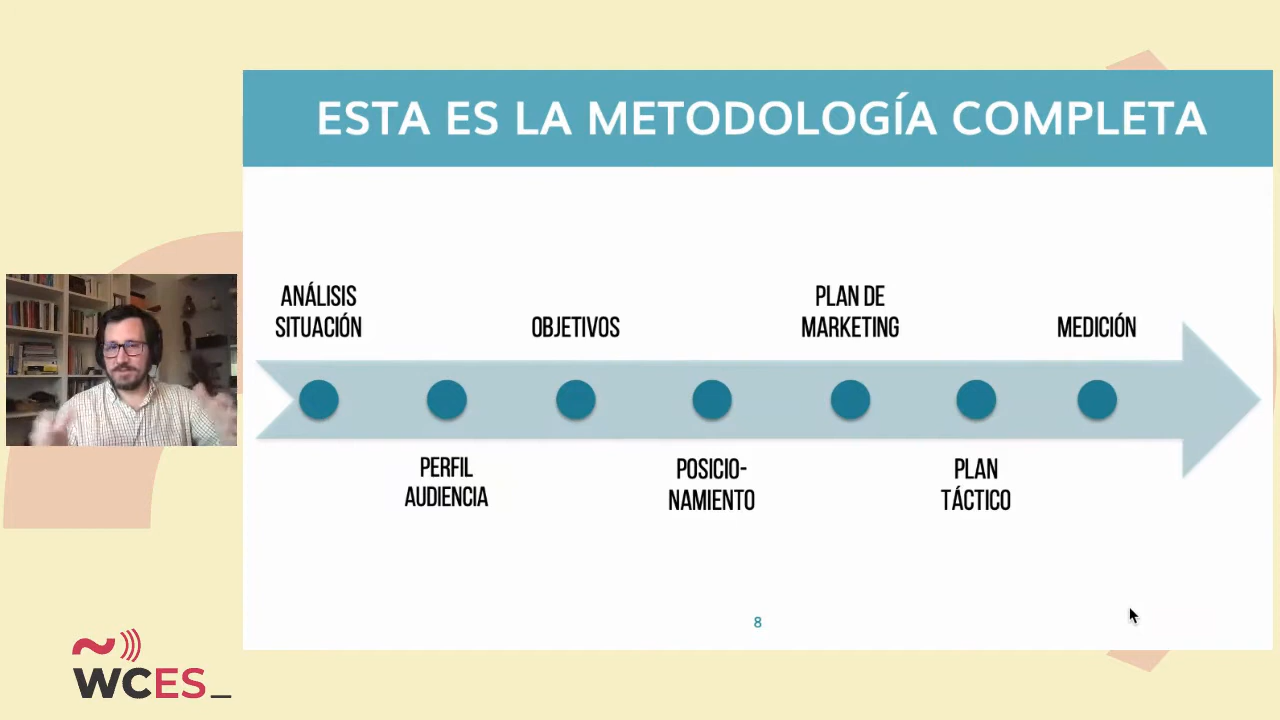 ESTA ES LA METODOLOGÍA COMPLETA
ANÁLISIS
SITUACIÓN
PERFIL
AUDIENCIA
OBJETIVOS
POSICIO-
NAMIENTO
PLAN DE
MARKETING
PLAN
TÁCTICO
MEDICIÓN
8
WCES_